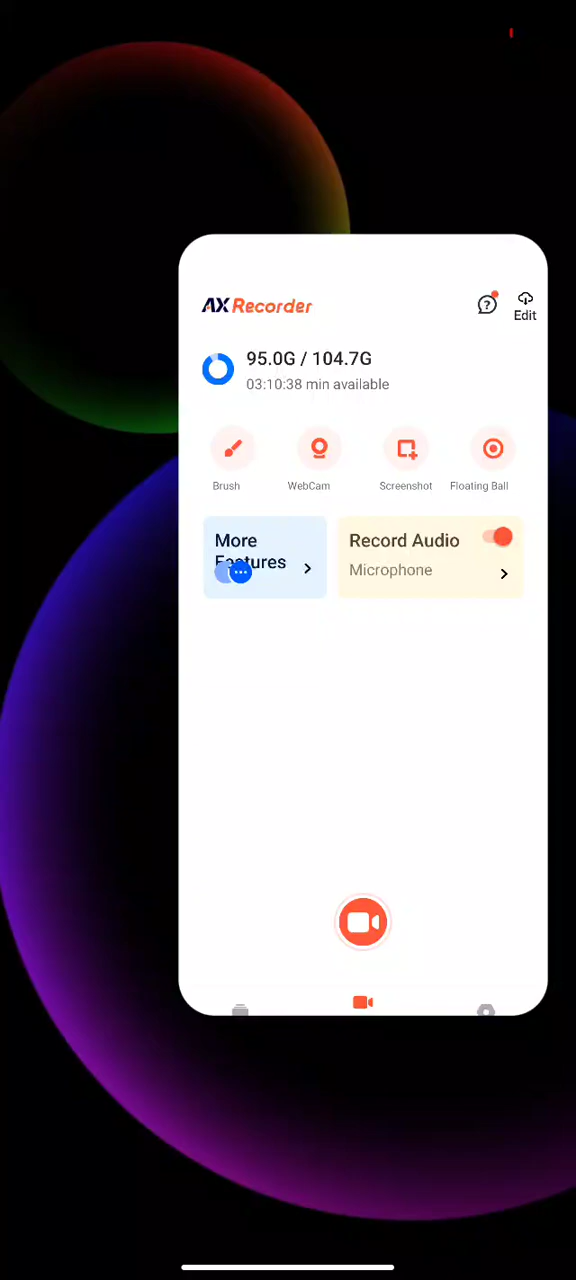 AX Recorder
Edit
95.0G / 104.7G
03:10:38 min available
Brush
WebCam
Screenshot
Floating Ball
More
Features
Record Audio
Microphone